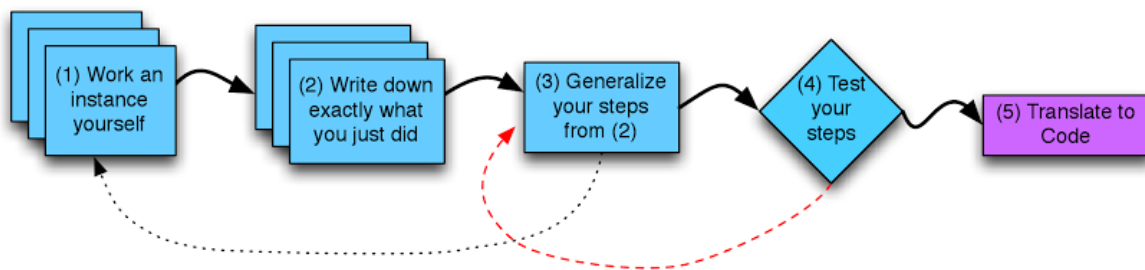 (1) Work an
instance
yourself
(2) Write down
exactly what
you just did
(3) Generalize
your steps
from (2)
(4) Test
your
steps
(5) Translate to
Code